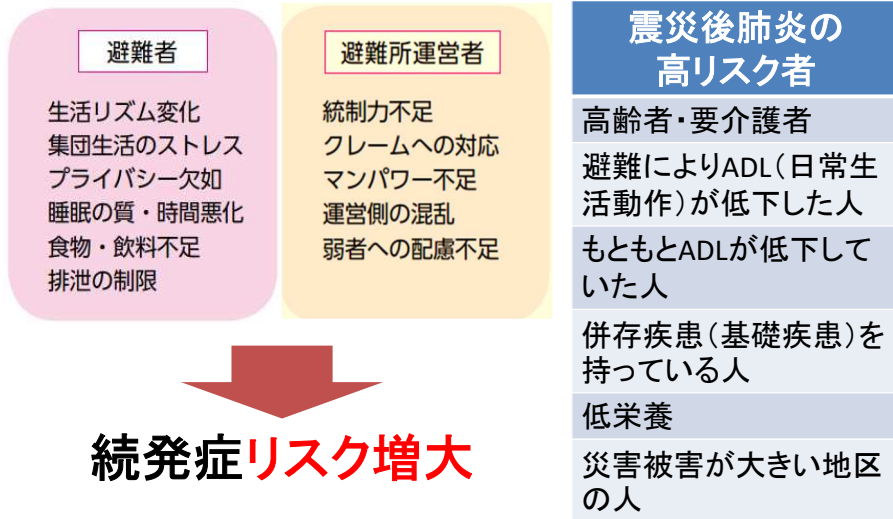 避難者
生活リズム変化
集団生活のストレス
プライバシー欠如
睡眠の質・時間悪化
食物・飲料不足
排泄の制限
避難所運営者
統制力不足
クレームへの対応
マンパワー不足
運営側の混乱
弱者への配慮不足
続発症リスク増大
震災後肺炎の
高リスク者
高齢者・要介護者
避難によりADL（日常生
活動作）が低下した人
もともとADLが低下して
いた人
併存疾患（基礎疾患）を
持っている人
低栄養
災害被害が大きい地区
の人